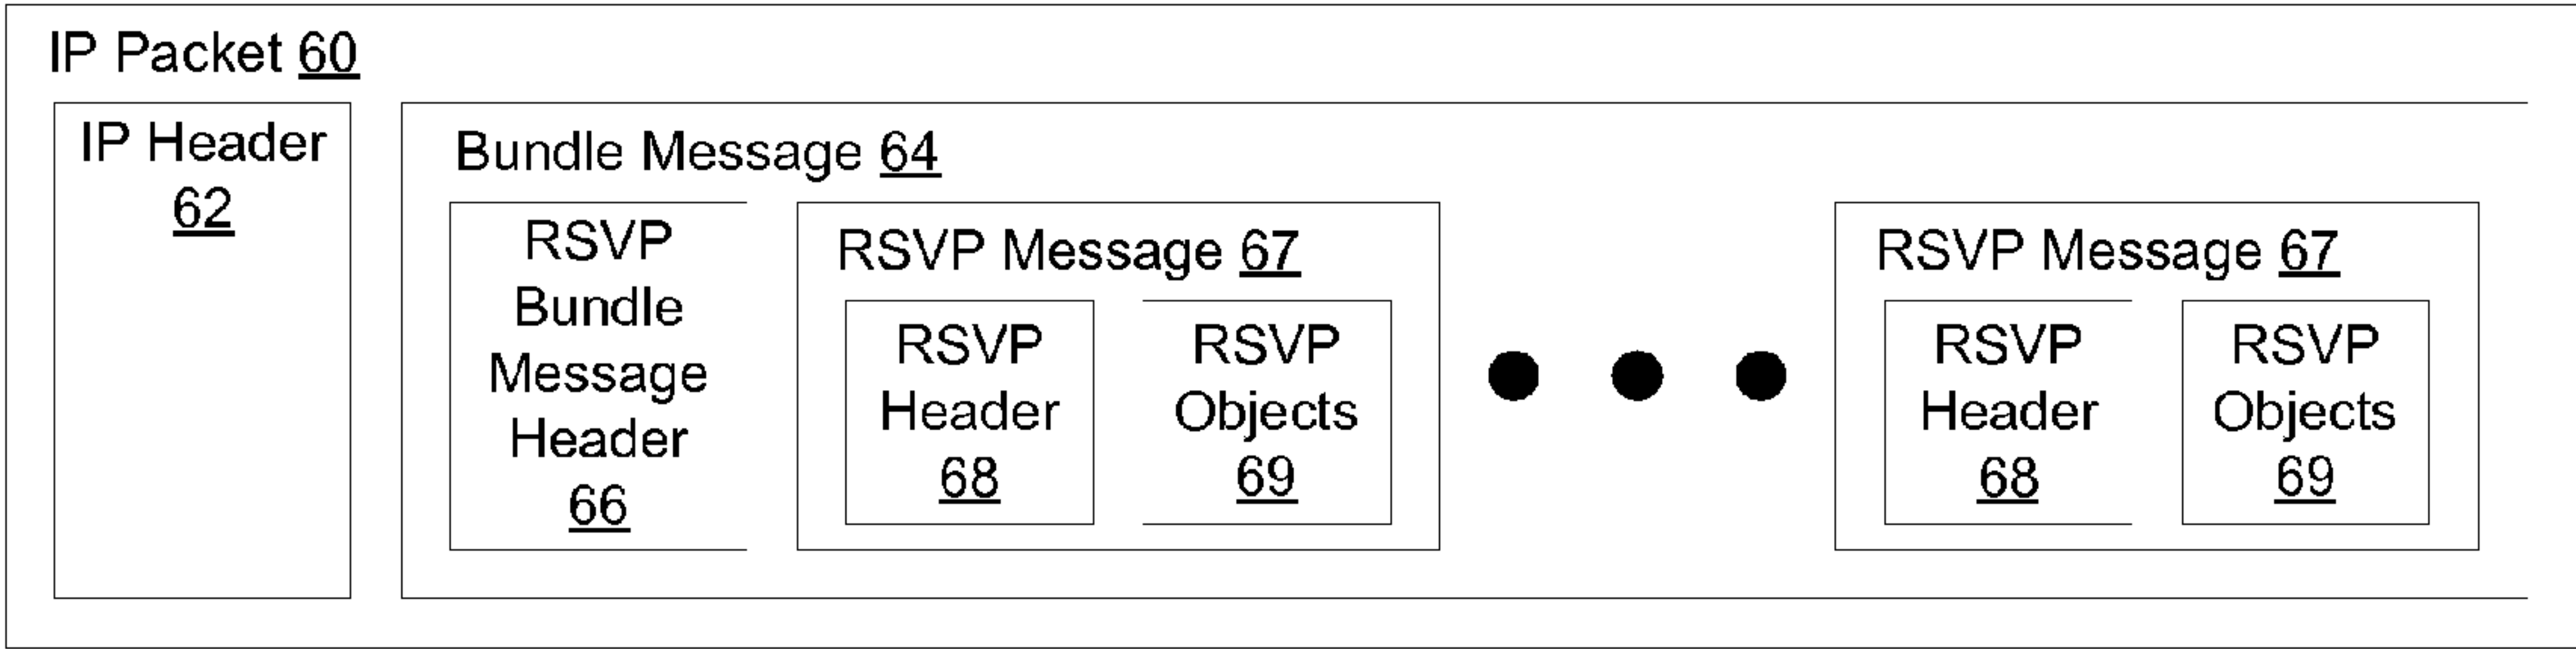 IP Packet 60
IP Header
62
Bundle Message 64
RSVP
Bundle
Message
Header
66
RSVP Message 67
RSVP
Header
68
RSVP
Objects
69
RSVP Message 67
RSVP
Header
68
RSVP
Objects
69